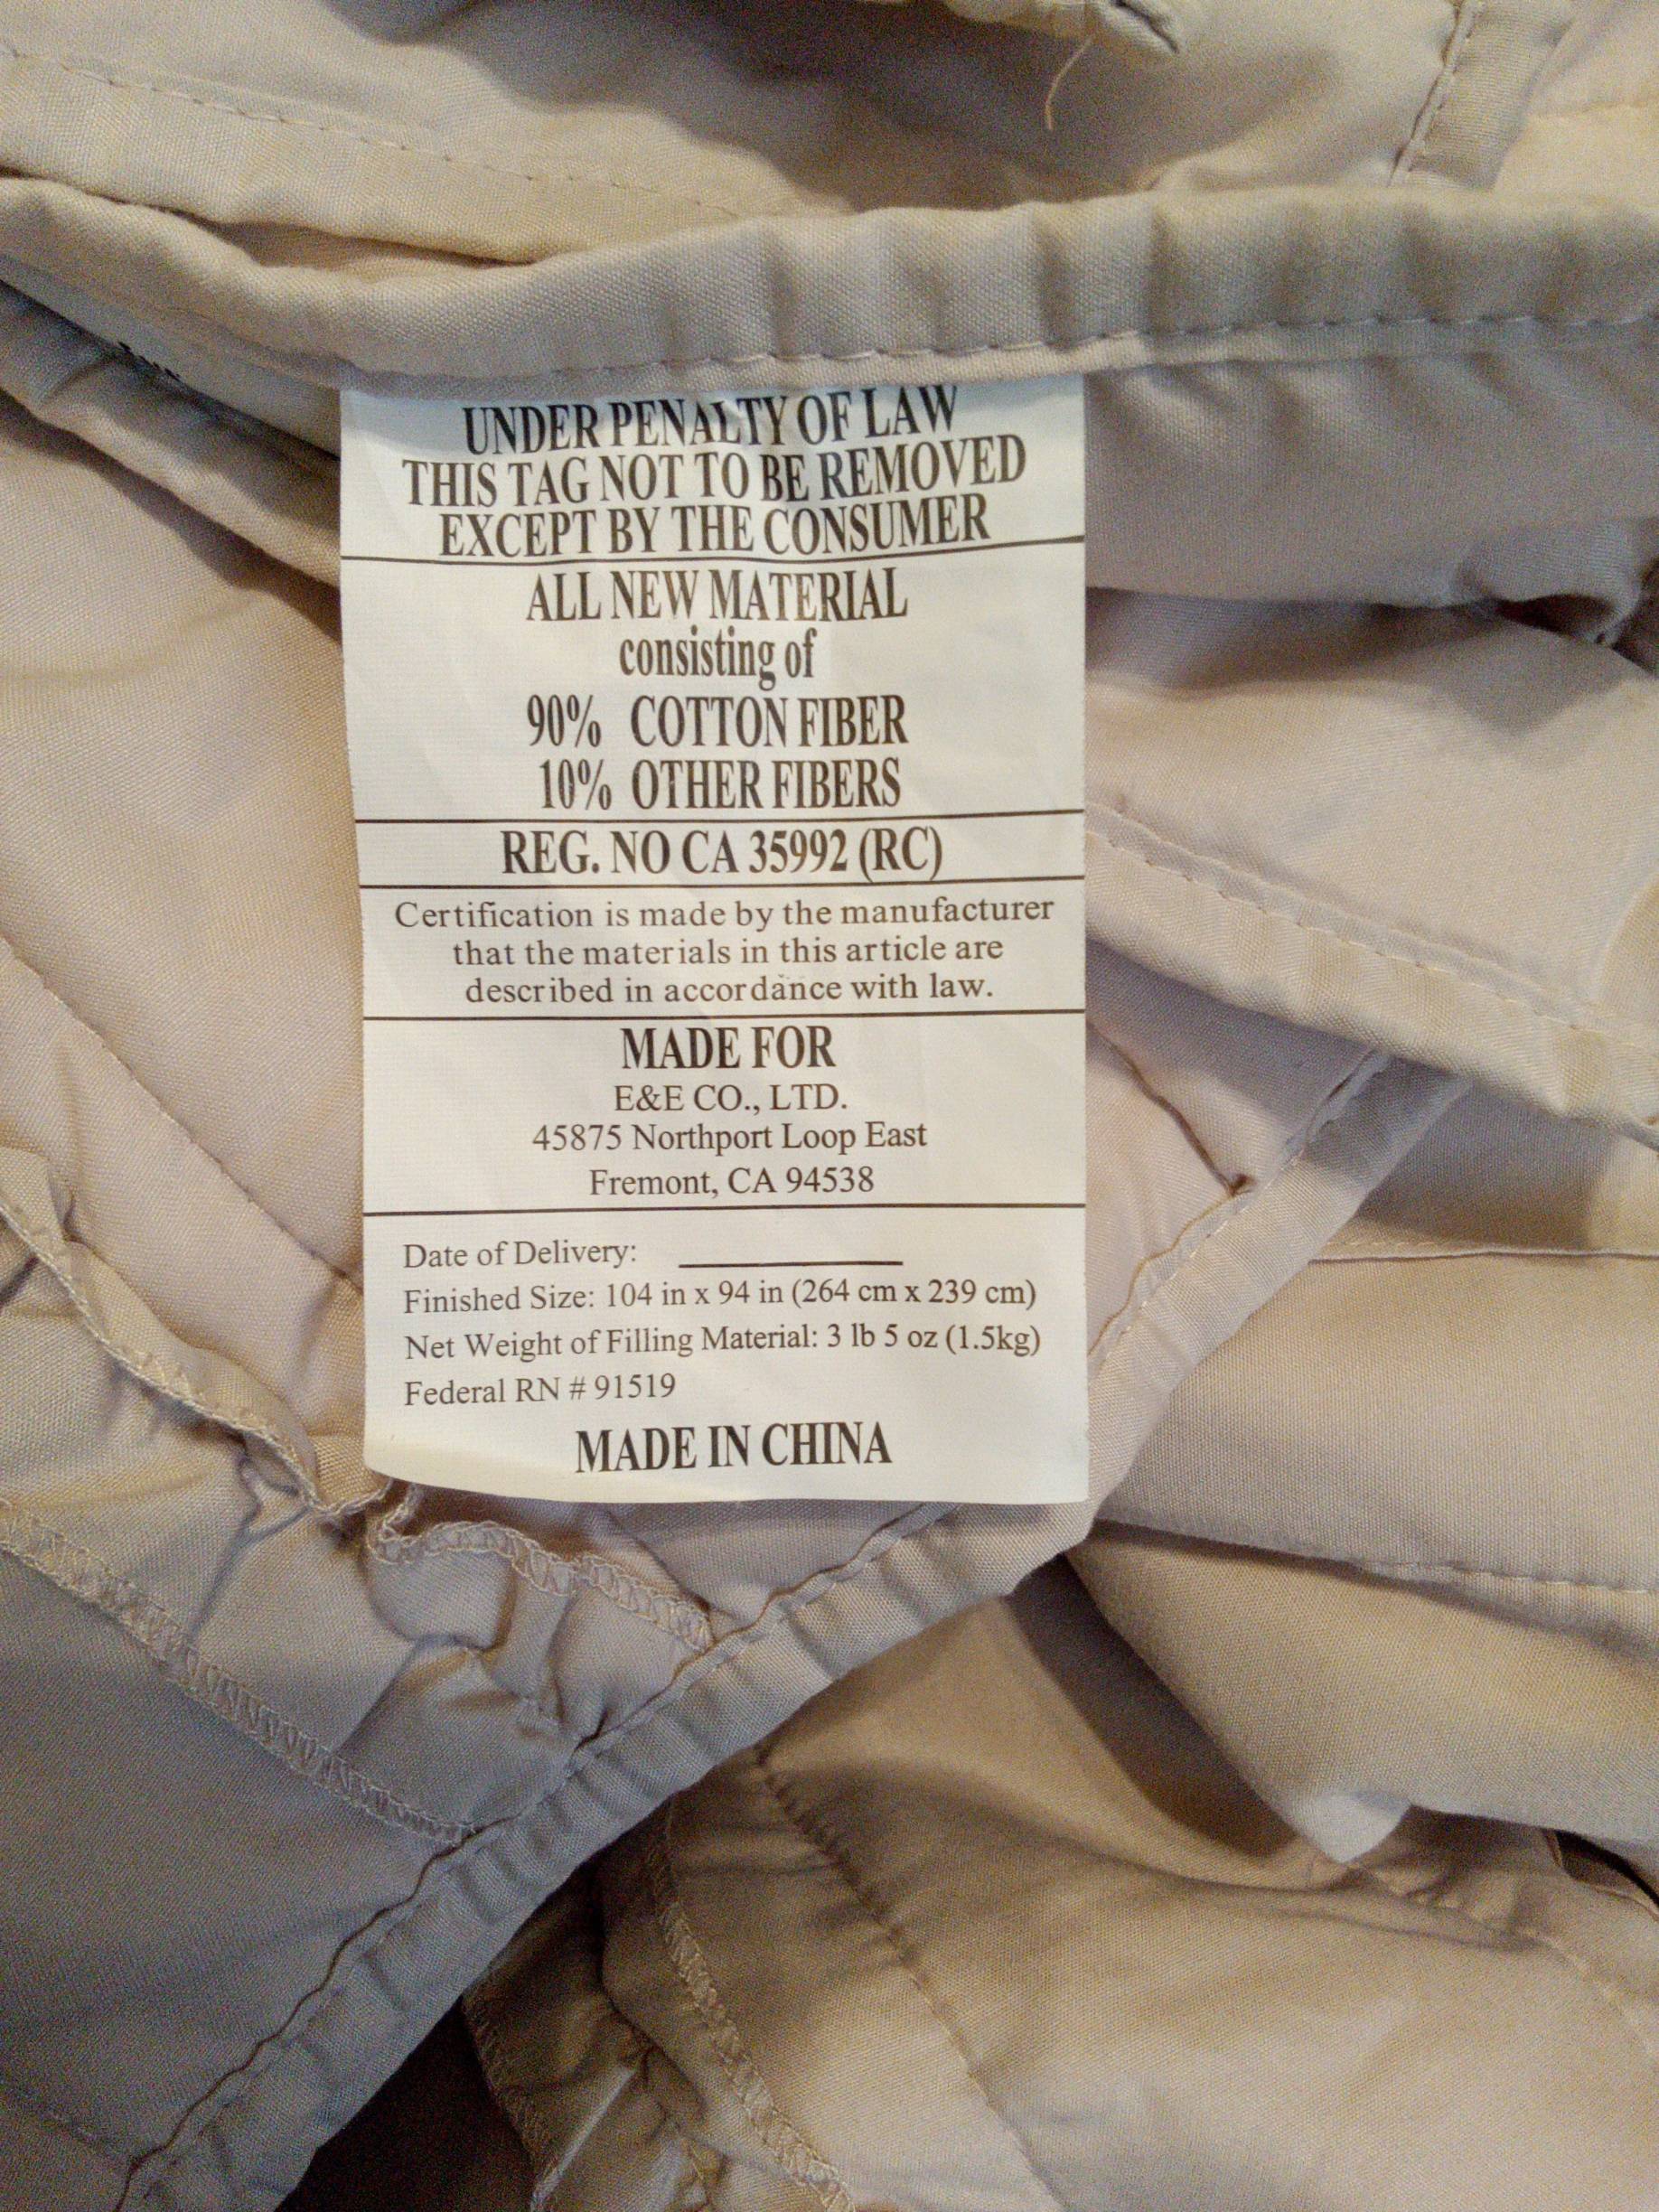 UNDER PENALTY OF LAW
THIS TAG NOT TO BE REMOVED
EXCEPT BY THE CONSUMER
ALL NEW MATERIAL
consisting of
90% COTTON FIBER
10% OTHER FIBERS
REG. NO CA 35992 (RC)
Certification is made by the manufacturer
that the materials in this article are
described in accordance with law.
MADE FOR
E&E CO., LTD.
45875 Northport Loop East
Fremont, CA 94538
Date of Delivery:
Finished Size: 104 in x 94 in (264 cm x 239 cm)
Net Weight of Filling Material: 3 lb 5 oz (1.5kg)
Federal RN # 91519
MADE IN CHINA